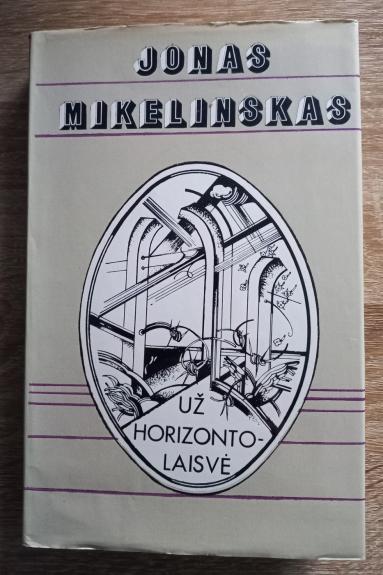 JONAS
MIKELINSKAS
UŽ
HORIZONTO-
LAISVĖ